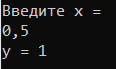 Введите x =
0,5
y = 1